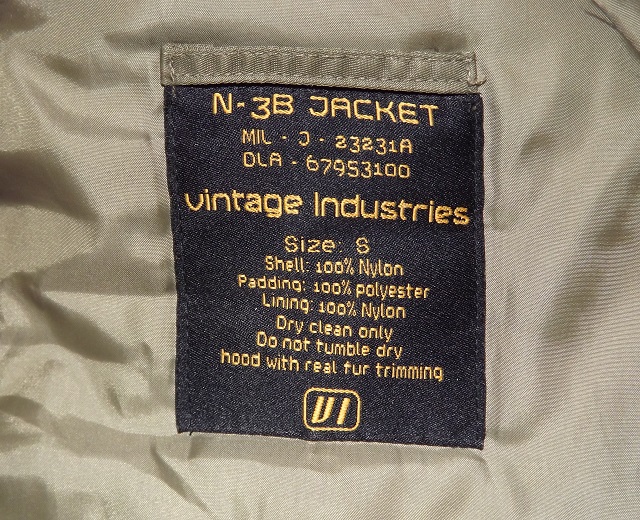 N-3B JACKET
MIL - J - 23231A
DLA - 67953100
vintage Industries
Size: S
Shell: 100% Nylon
Padding: 100% polyester
Lining: 100% Nylon
Dry clean only
Do not tumble dry
hood with real fur trimming
VI